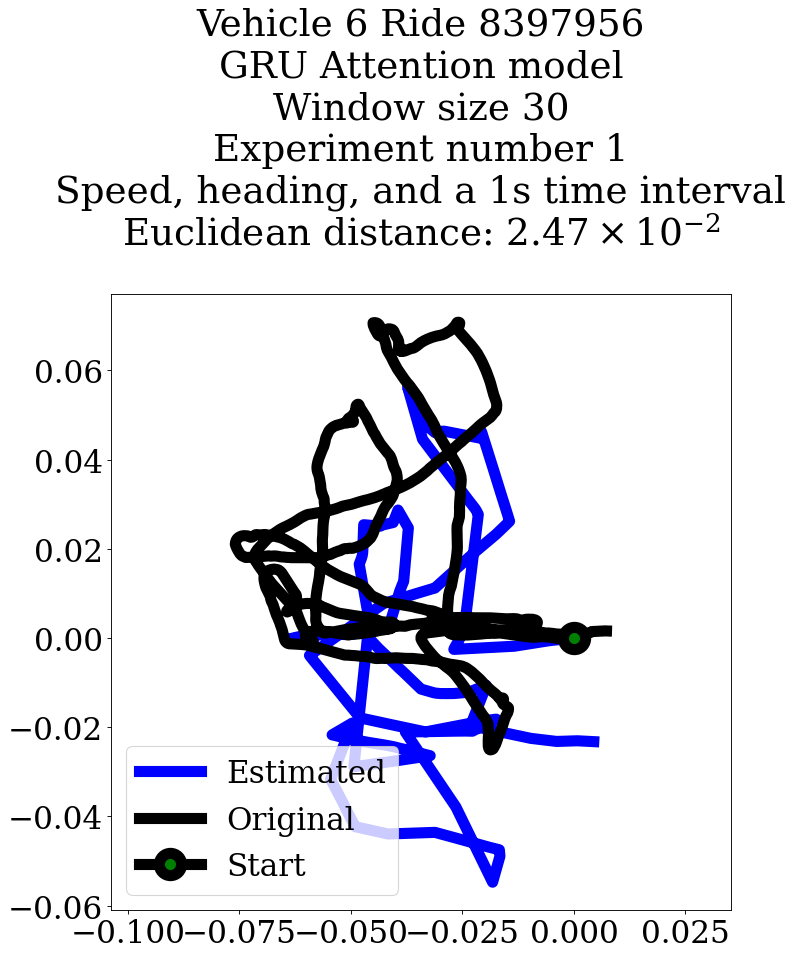 Vehicle 6 Ride 8397956
GRU Attention model
Window size 30
Experiment number 1
Speed, heading, and a 1s time interval
Euclidean distance: 2.47 × 10⁻²
0.06
0.04
0.02
0.00
−0.02
−0.04
−0.06
Estimated
Original
Start
−0.100 −0.075 −0.050 −0.025 0.000 0.025